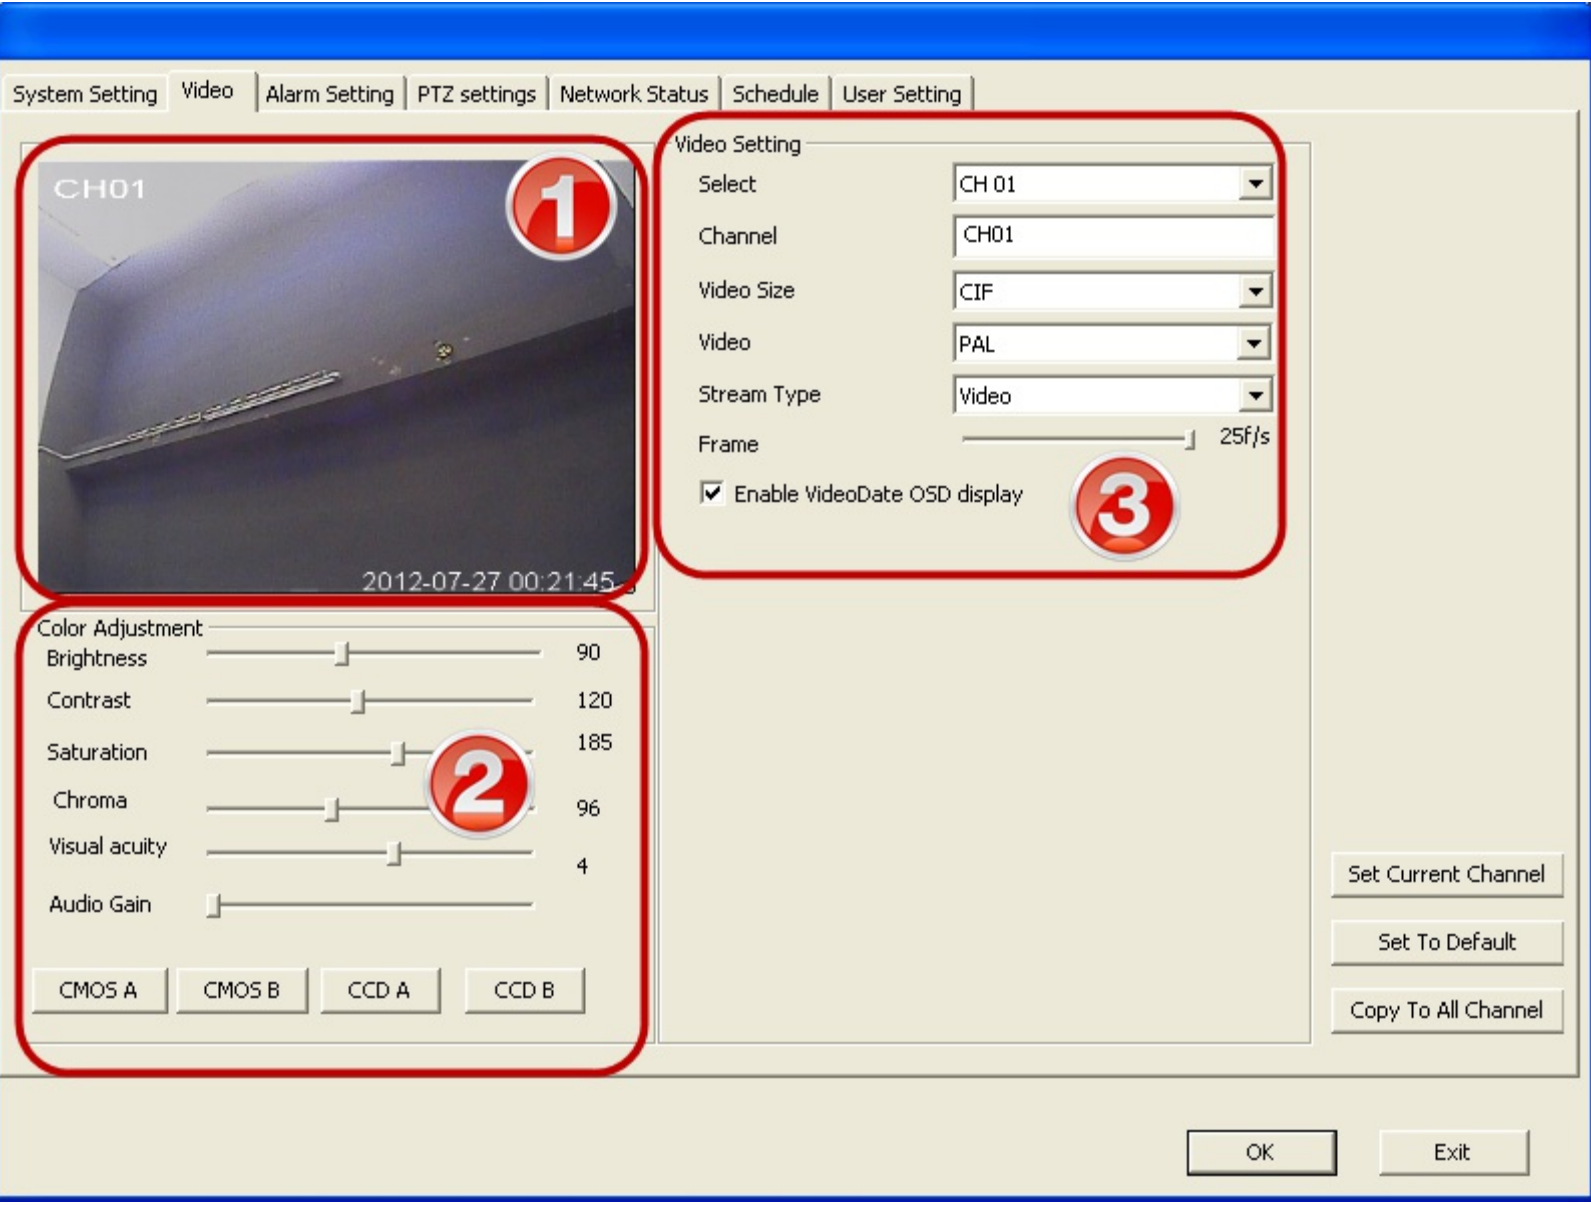 System Setting Video Alarm Setting PTZ settings Network Status Schedule User Setting
CH01
1
2012-07-27 00:21:45
Color Adjustment
Brightness 90
Contrast 120
Saturation 185
Chroma 96
Visual acuity 4
Audio Gain
2
CMOS A CMOS B CCD A CCD B
Video Setting
Select CH 01
Channel CH01
Video Size CIF
Video PAL
Stream Type Video
Frame 25f/s
Enable VideoDate OSD display
3
Set Current Channel
Set To Default
Copy To All Channel
OK Exit